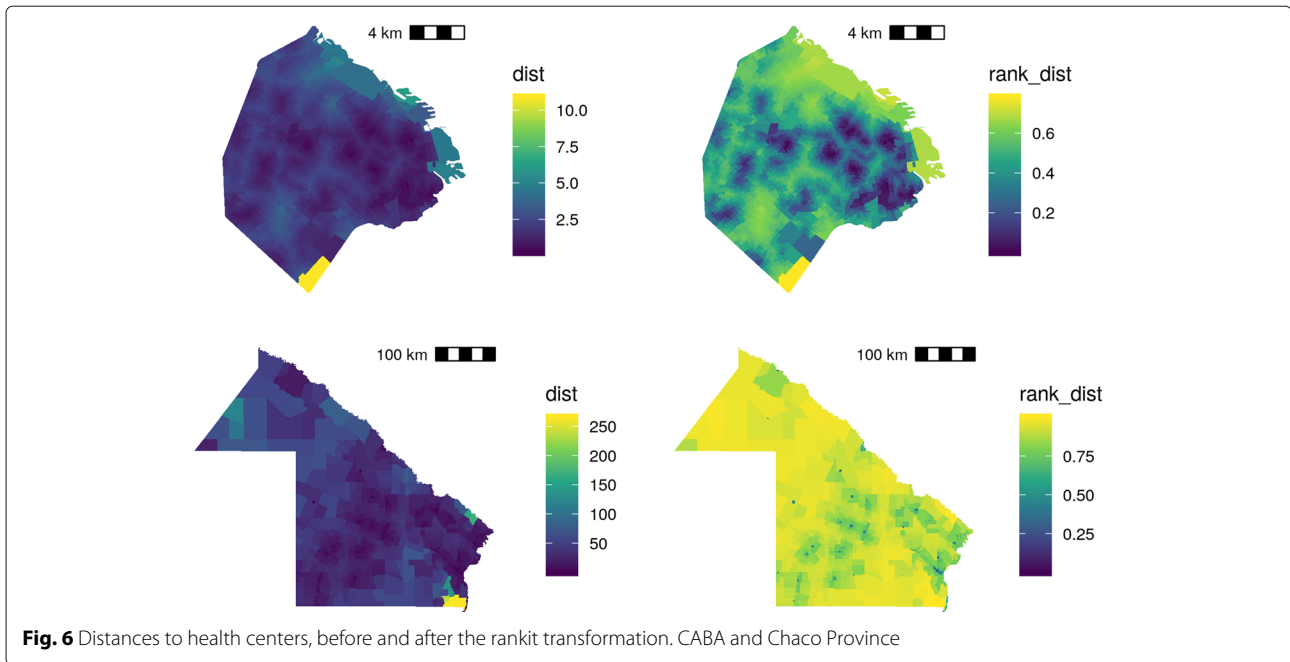 4 km
dist
10.0
7.5
5.0
2.5
4 km
rank_dist
0.6
0.4
0.2
100 km
dist
250
200
150
100
50
100 km
rank_dist
0.75
0.50
0.25
Fig. 6 Distances to health centers, before and after the rankit transformation. CABA and Chaco Province